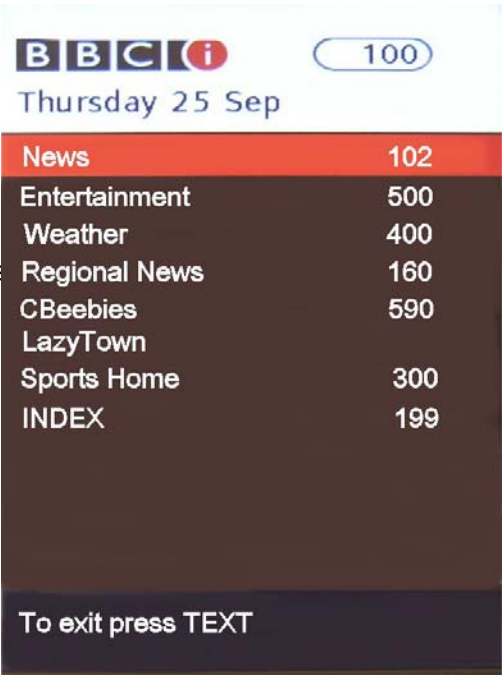 BBCi 100
Thursday 25 Sep
News 102
Entertainment 500
Weather 400
Regional News 160
CBeebies 590
LazyTown
Sports Home 300
INDEX 199
To exit press TEXT